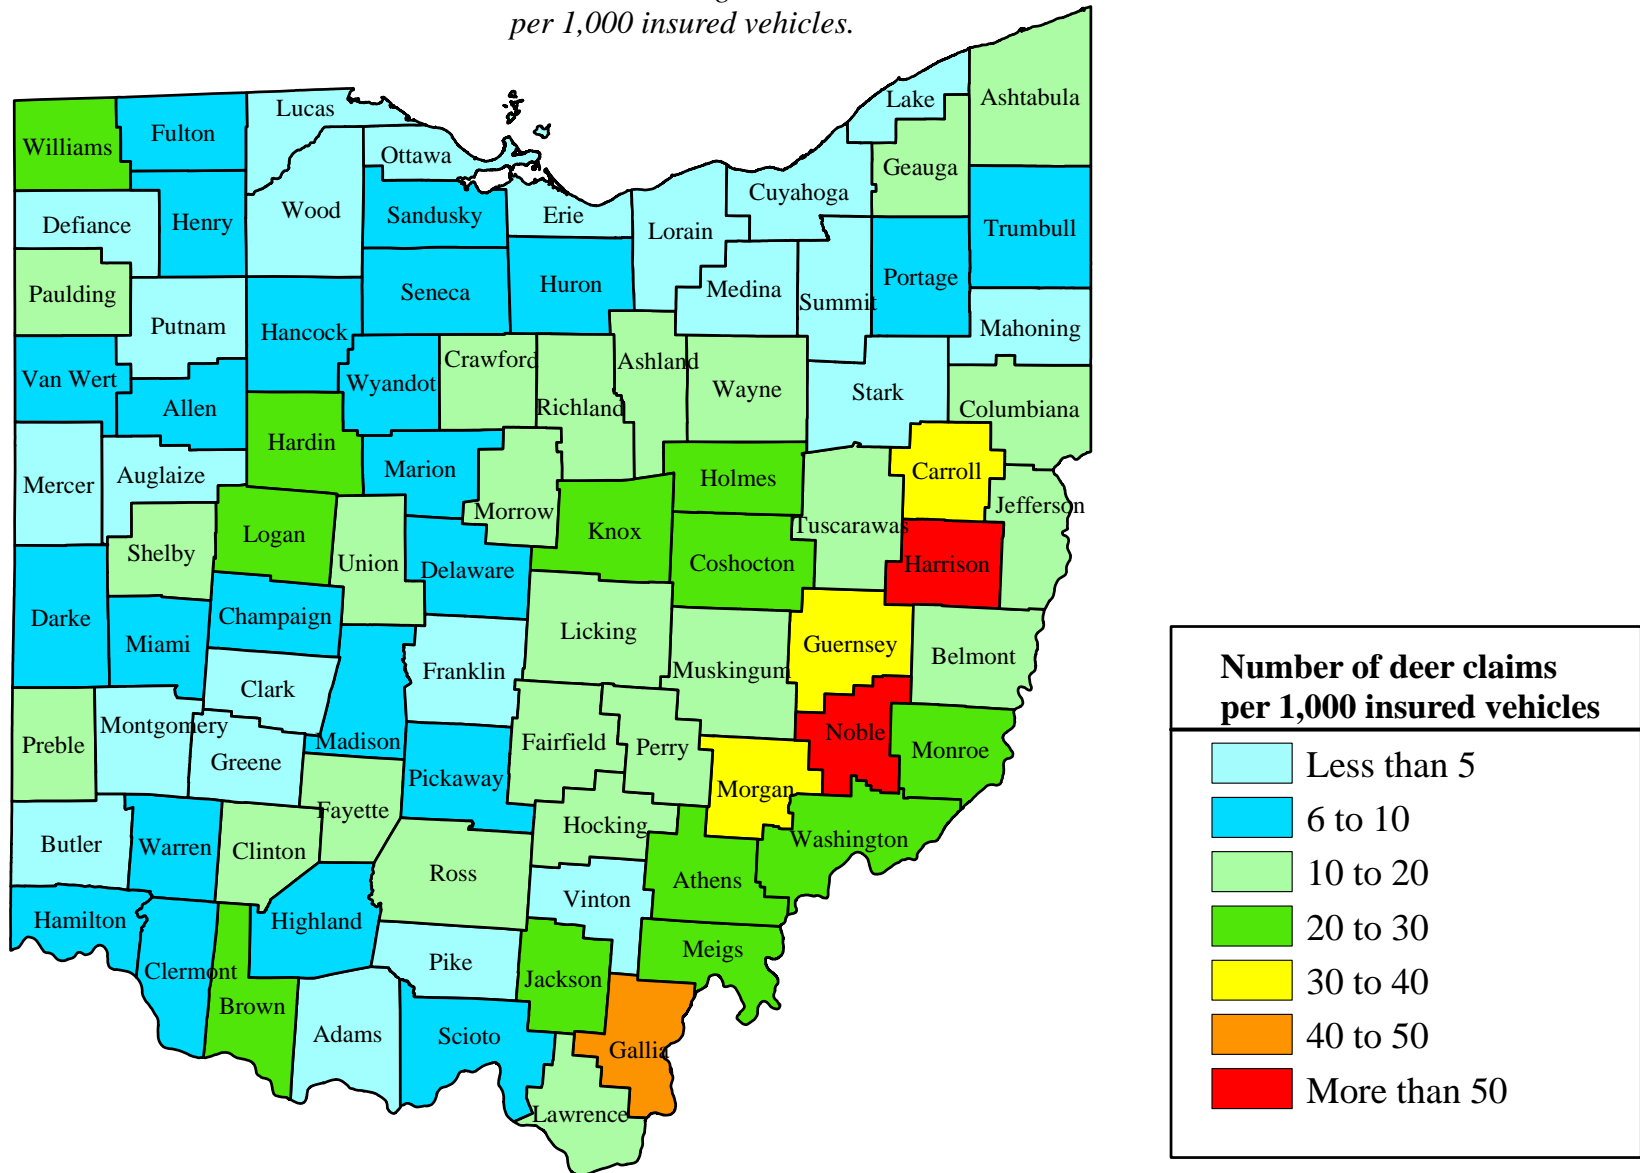 per 1,000 insured vehicles.
Lucas
Lake
Ashtabula
Williams
Fulton
Ottawa
Geauga
Cuyahoga
Defiance
Henry
Wood
Sandusky
Erie
Lorain
Trumbull
Paulding
Seneca
Huron
Medina
Summit
Portage
Putnam
Hancock
Mahoning
Van Wert
Allen
Wyandot
Crawford
Richland
Ashland
Wayne
Stark
Columbiana
Hardin
Mercer
Auglaize
Marion
Morrow
Holmes
Carroll
Jefferson
Shelby
Logan
Union
Delaware
Knox
Coshocton
Tuscarawas
Harrison
Darke
Miami
Champaign
Franklin
Licking
Muskingum
Guernsey
Belmont
Clark
Preble
Montgomery
Greene
Madison
Pickaway
Fairfield
Perry
Noble
Monroe
Morgan
Fayette
Hocking
Washington
Butler
Warren
Clinton
Ross
Vinton
Athens
Hamilton
Highland
Clermont
Brown
Pike
Jackson
Meigs
Adams
Scioto
Gallia
Lawrence
Number of deer claims
per 1,000 insured vehicles
Less than 5
6 to 10
10 to 20
20 to 30
30 to 40
40 to 50
More than 50